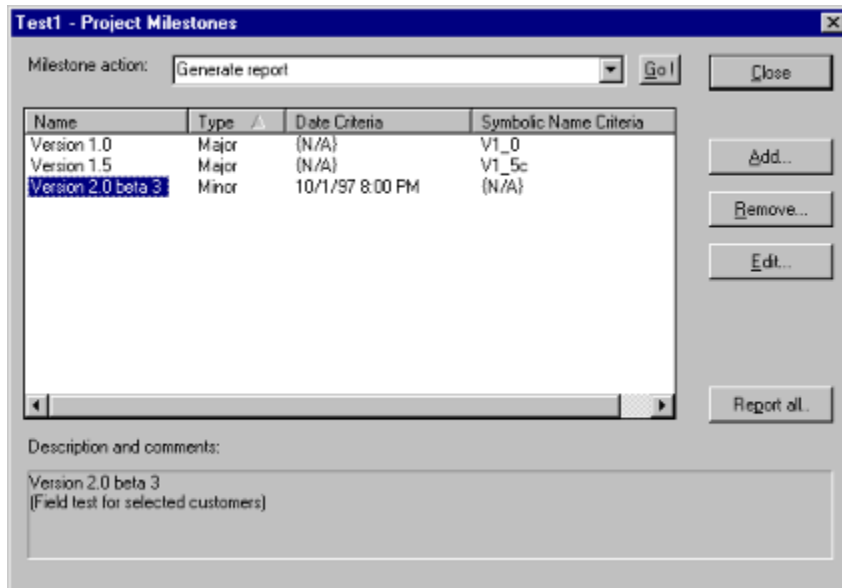 Test1 - Project Milestones
Milestone action: Generate report Go!
Close
Name Type Date Criteria Symbolic Name Criteria
Version 1.0 Major {N/A} V1_0
Version 1.5 Major {N/A} V1_5c
Version 2.0 beta 3 Minor 10/1/97 8:00 PM {N/A}
Add...
Remove...
Edit...
Report all..
Description and comments:
Version 2.0 beta 3
(Field test for selected customers)